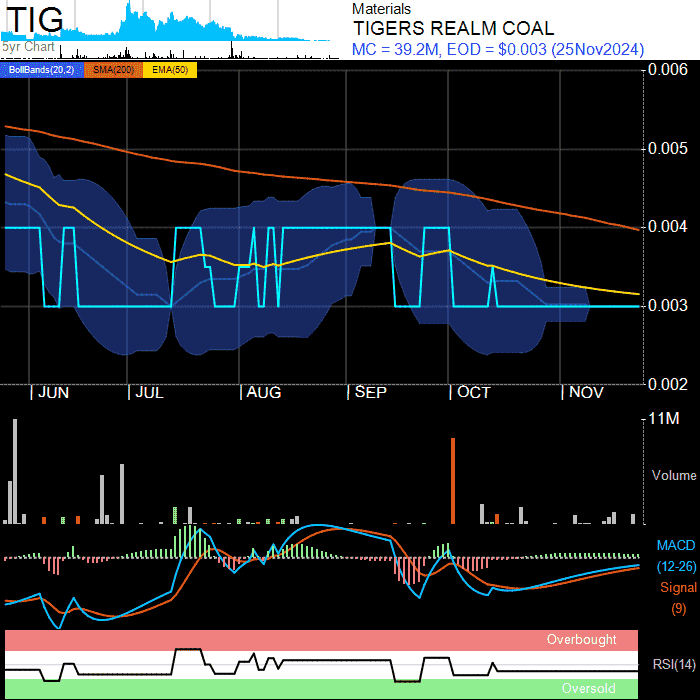 TIG
5yr Chart
Materials
TIGERS REALM COAL
MC = 39.2M, EOD = $0.003 (25Nov2024)
BollBands(20,2) SMA(200) EMA(50)
0.006
0.005
0.004
0.003
0.002
JUN JUL AUG SEP OCT NOV
11M
Volume
MACD
(12-26)
Signal
(9)
Overbought
RSI(14)
Oversold